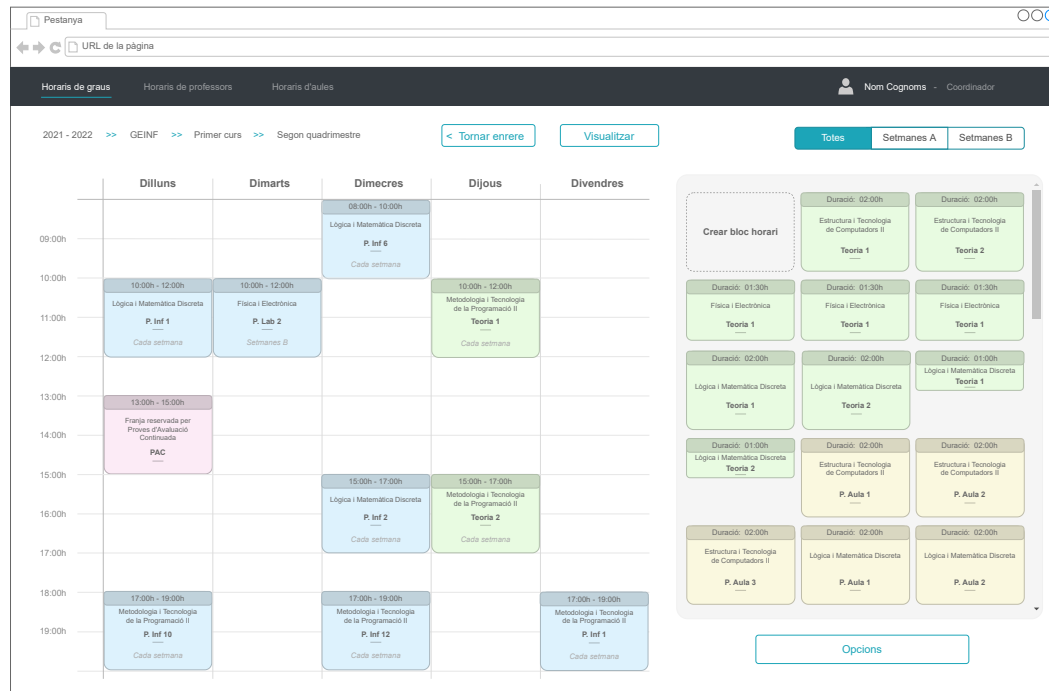 Pestanya
URL de la pàgina
Horaris de graus
Horaris de professors
Horaris d'aules
Nom Cognoms - Coordinador
2021 - 2022 >> GEINF >> Primer curs >> Segon quadrimestre
< Tornar enrere
Visualitzar
Totes
Setmanes A
Setmanes B
Dilluns
Dimarts
Dimecres
Dijous
Divendres
09:00h
10:00h
11:00h
12:00h
13:00h
14:00h
15:00h
16:00h
17:00h
18:00h
19:00h
08:00h - 10:00h
Lògica i Matemàtica Discreta
P. Inf 6
Cada setmana
10:00h - 12:00h
Lògica i Matemàtica Discreta
P. Inf 1
Cada setmana
10:00h - 12:00h
Física i Electrònica
P. Lab 2
Setmanes B
10:00h - 12:00h
Metodologia i Tecnologia
de la Programació II
Teoria 1
Cada setmana
13:00h - 15:00h
Franja reservada per
Proves d'Avaluació
Continuada
PAC
15:00h - 17:00h
Lògica i Matemàtica Discreta
P. Inf 2
Cada setmana
15:00h - 17:00h
Metodologia i Tecnologia
de la Programació II
Teoria 2
Cada setmana
17:00h - 19:00h
Metodologia i Tecnologia
de la Programació II
P. Inf 10
Cada setmana
17:00h - 19:00h
Metodologia i Tecnologia
de la Programació II
P. Inf 12
Cada setmana
17:00h - 19:00h
Metodologia i Tecnologia
de la Programació II
P. Inf 1
Cada setmana
Crear bloc horari
Duració: 02:00h
Estructura i Tecnologia
de Computadors II
Teoria 1
Duració: 02:00h
Estructura i Tecnologia
de Computadors II
Teoria 2
Duració: 01:30h
Física i Electrònica
Teoria 1
Duració: 01:30h
Física i Electrònica
Teoria 1
Duració: 01:30h
Física i Electrònica
Teoria 1
Duració: 02:00h
Lògica i Matemàtica Discreta
Teoria 1
Duració: 02:00h
Lògica i Matemàtica Discreta
Teoria 2
Duració: 01:00h
Lògica i Matemàtica Discreta
Teoria 1
Duració: 01:00h
Lògica i Matemàtica Discreta
Teoria 2
Duració: 02:00h
Estructura i Tecnologia
de Computadors II
P. Aula 1
Duració: 02:00h
Estructura i Tecnologia
de Computadors II
P. Aula 2
Duració: 02:00h
Estructura i Tecnologia
de Computadors II
P. Aula 3
Duració: 02:00h
Lògica i Matemàtica Discreta
P. Aula 1
Duració: 02:00h
Lògica i Matemàtica Discreta
P. Aula 2
Opcions